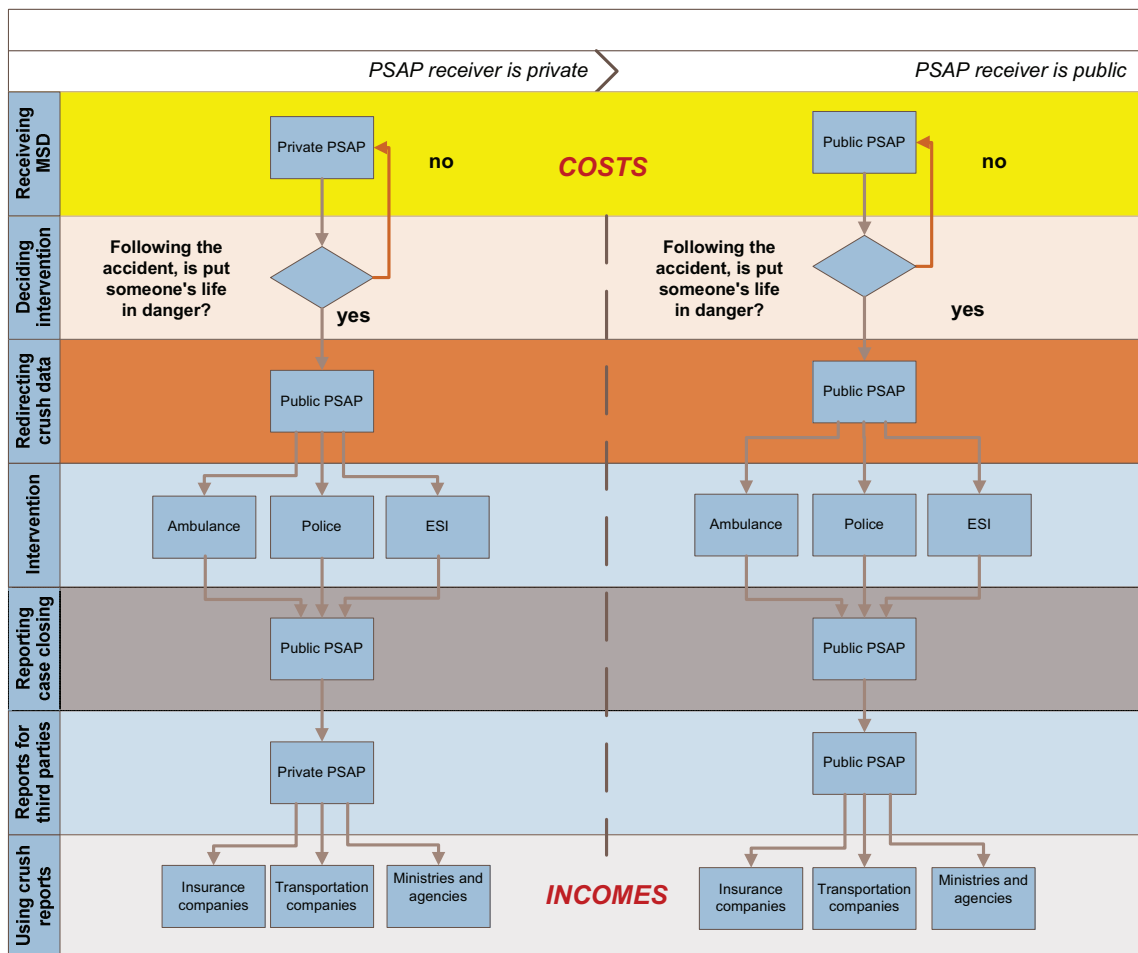 PSAP receiver is private
PSAP receiver is public
Receiveing
MSD
Private PSAP
no
COSTS
Public PSAP
no
Deciding
intervention
Following the
accident, is put
someone's life
in danger?
yes
Following the
accident, is put
someone's life
in danger?
yes
Redirecting
crush data
Public PSAP
Public PSAP
Intervention
Ambulance
Police
ESI
Ambulance
Police
ESI
Reporting
case closing
Public PSAP
Public PSAP
Reports for
third parties
Private PSAP
Public PSAP
Using crush
reports
Insurance
companies
Transportation
companies
Ministries and
agencies
INCOMES
Insurance
companies
Transportation
companies
Ministries and
agencies